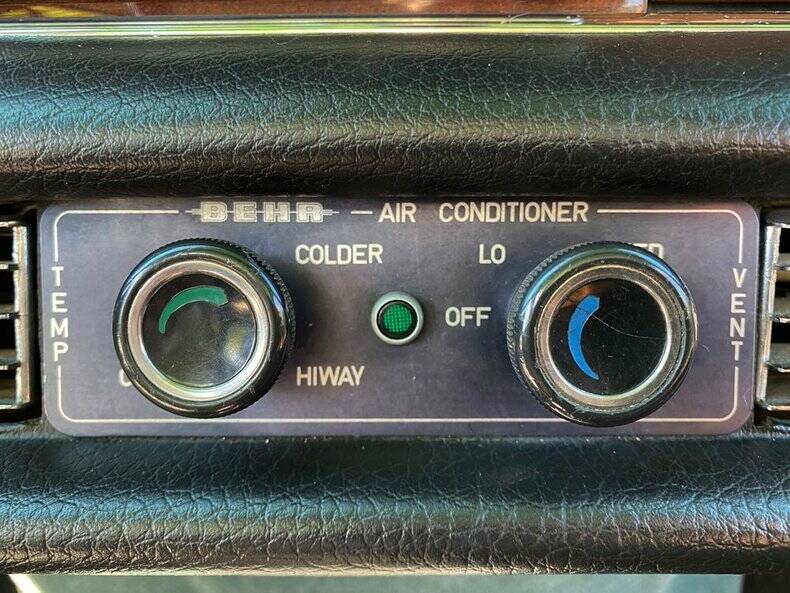 BEHR AIR CONDITIONER
COLDER LO
TEMP OFF VENT
HIWAY